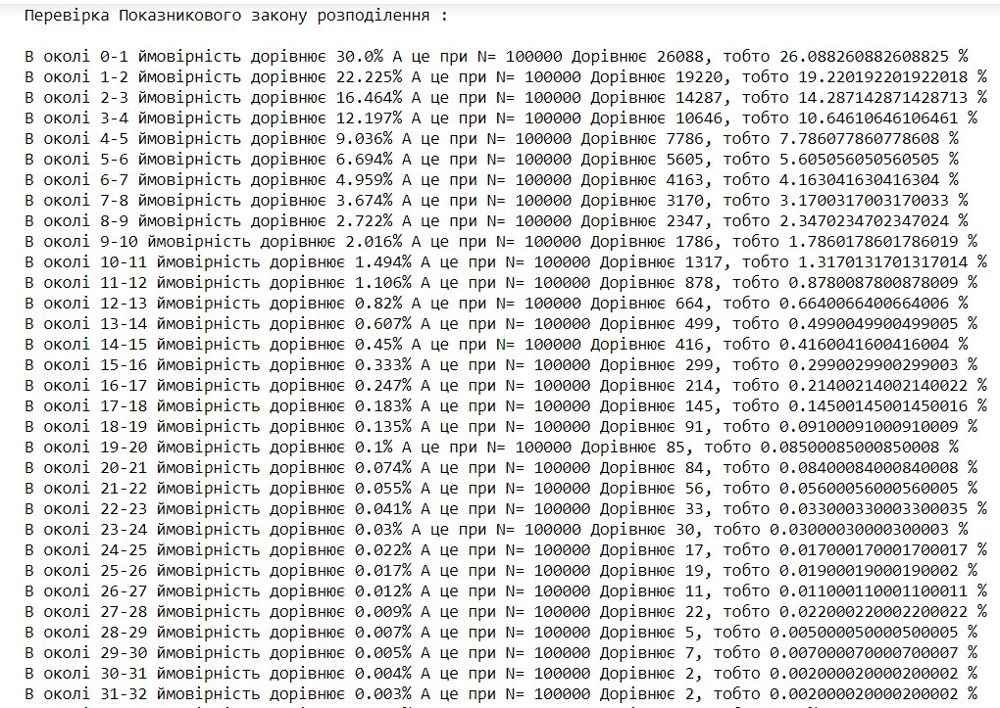 Перевірка Показникового закону розподілення :
В околі 0-1 ймовірність дорівнює 30.0% А це при N= 100000 Дорівнює 26088, тобто 26.088260882608825 %
В околі 1-2 ймовірність дорівнює 22.225% А це при N= 100000 Дорівнює 19220, тобто 19.220192201922018 %
В околі 2-3 ймовірність дорівнює 16.464% А це при N= 100000 Дорівнює 14287, тобто 14.287142871428713 %
В околі 3-4 ймовірність дорівнює 12.197% А це при N= 100000 Дорівнює 10646, тобто 10.64610646106461 %
В околі 4-5 ймовірність дорівнює 9.036% А це при N= 100000 Дорівнює 7786, тобто 7.786077860778608 %
В околі 5-6 ймовірність дорівнює 6.694% А це при N= 100000 Дорівнює 5605, тобто 5.605056050560505 %
В околі 6-7 ймовірність дорівнює 4.959% А це при N= 100000 Дорівнює 4163, тобто 4.163041630416304 %
В околі 7-8 ймовірність дорівнює 3.674% А це при N= 100000 Дорівнює 3170, тобто 3.1700317003170033 %
В околі 8-9 ймовірність дорівнює 2.722% А це при N= 100000 Дорівнює 2347, тобто 2.3470234702347024 %
В околі 9-10 ймовірність дорівнює 2.016% А це при N= 100000 Дорівнює 1786, тобто 1.7860178601786019 %
В околі 10-11 ймовірність дорівнює 1.494% А це при N= 100000 Дорівнює 1317, тобто 1.3170131701317014 %
В околі 11-12 ймовірність дорівнює 1.106% А це при N= 100000 Дорівнює 878, тобто 0.8780087800878009 %
В околі 12-13 ймовірність дорівнює 0.82% А це при N= 100000 Дорівнює 664, тобто 0.6640066400664006 %
В околі 13-14 ймовірність дорівнює 0.607% А це при N= 100000 Дорівнює 499, тобто 0.4990049900499005 %
В околі 14-15 ймовірність дорівнює 0.45% А це при N= 100000 Дорівнює 416, тобто 0.4160041600416004 %
В околі 15-16 ймовірність дорівнює 0.333% А це при N= 100000 Дорівнює 299, тобто 0.2990029900299003 %
В околі 16-17 ймовірність дорівнює 0.247% А це при N= 100000 Дорівнює 214, тобто 0.21400214002140022 %
В околі 17-18 ймовірність дорівнює 0.183% А це при N= 100000 Дорівнює 145, тобто 0.14500145001450016 %
В околі 18-19 ймовірність дорівнює 0.135% А це при N= 100000 Дорівнює 91, тобто 0.09100091000910009 %
В околі 19-20 ймовірність дорівнює 0.1% А це при N= 100000 Дорівнює 85, тобто 0.08500085000850008 %
В околі 20-21 ймовірність дорівнює 0.074% А це при N= 100000 Дорівнює 84, тобто 0.08400084000840008 %
В околі 21-22 ймовірність дорівнює 0.055% А це при N= 100000 Дорівнює 56, тобто 0.05600056000560005 %
В околі 22-23 ймовірність дорівнює 0.041% А це при N= 100000 Дорівнює 33, тобто 0.033000330003300035 %
В околі 23-24 ймовірність дорівнює 0.03% А це при N= 100000 Дорівнює 30, тобто 0.03000030000300003 %
В околі 24-25 ймовірність дорівнює 0.022% А це при N= 100000 Дорівнює 17, тобто 0.017000170001700017 %
В околі 25-26 ймовірність дорівнює 0.017% А це при N= 100000 Дорівнює 19, тобто 0.019000190001900​02 %
В околі 26-27 ймовірність дорівнює 0.012% А це при N= 100000 Дорівнює 11, тобто 0.011000110001100011 %
В околі 27-28 ймовірність дорівнює 0.009% А це при N= 100000 Дорівнює 22, тобто 0.022000220002200022 %
В околі 28-29 ймовірність дорівнює 0.007% А це при N= 100000 Дорівнює 5, тобто 0.005000050000500005 %
В околі 29-30 ймовірність дорівнює 0.005% А це при N= 100000 Дорівнює 7, тобто 0.007000070000700007 %
В околі 30-31 ймовірність дорівнює 0.004% А це при N= 100000 Дорівнює 2, тобто 0.002000020000200002 %
В околі 31-32 ймовірність дорівнює 0.003% А це при N= 100000 Дорівнює 2, тобто 0.002000020000200002 %